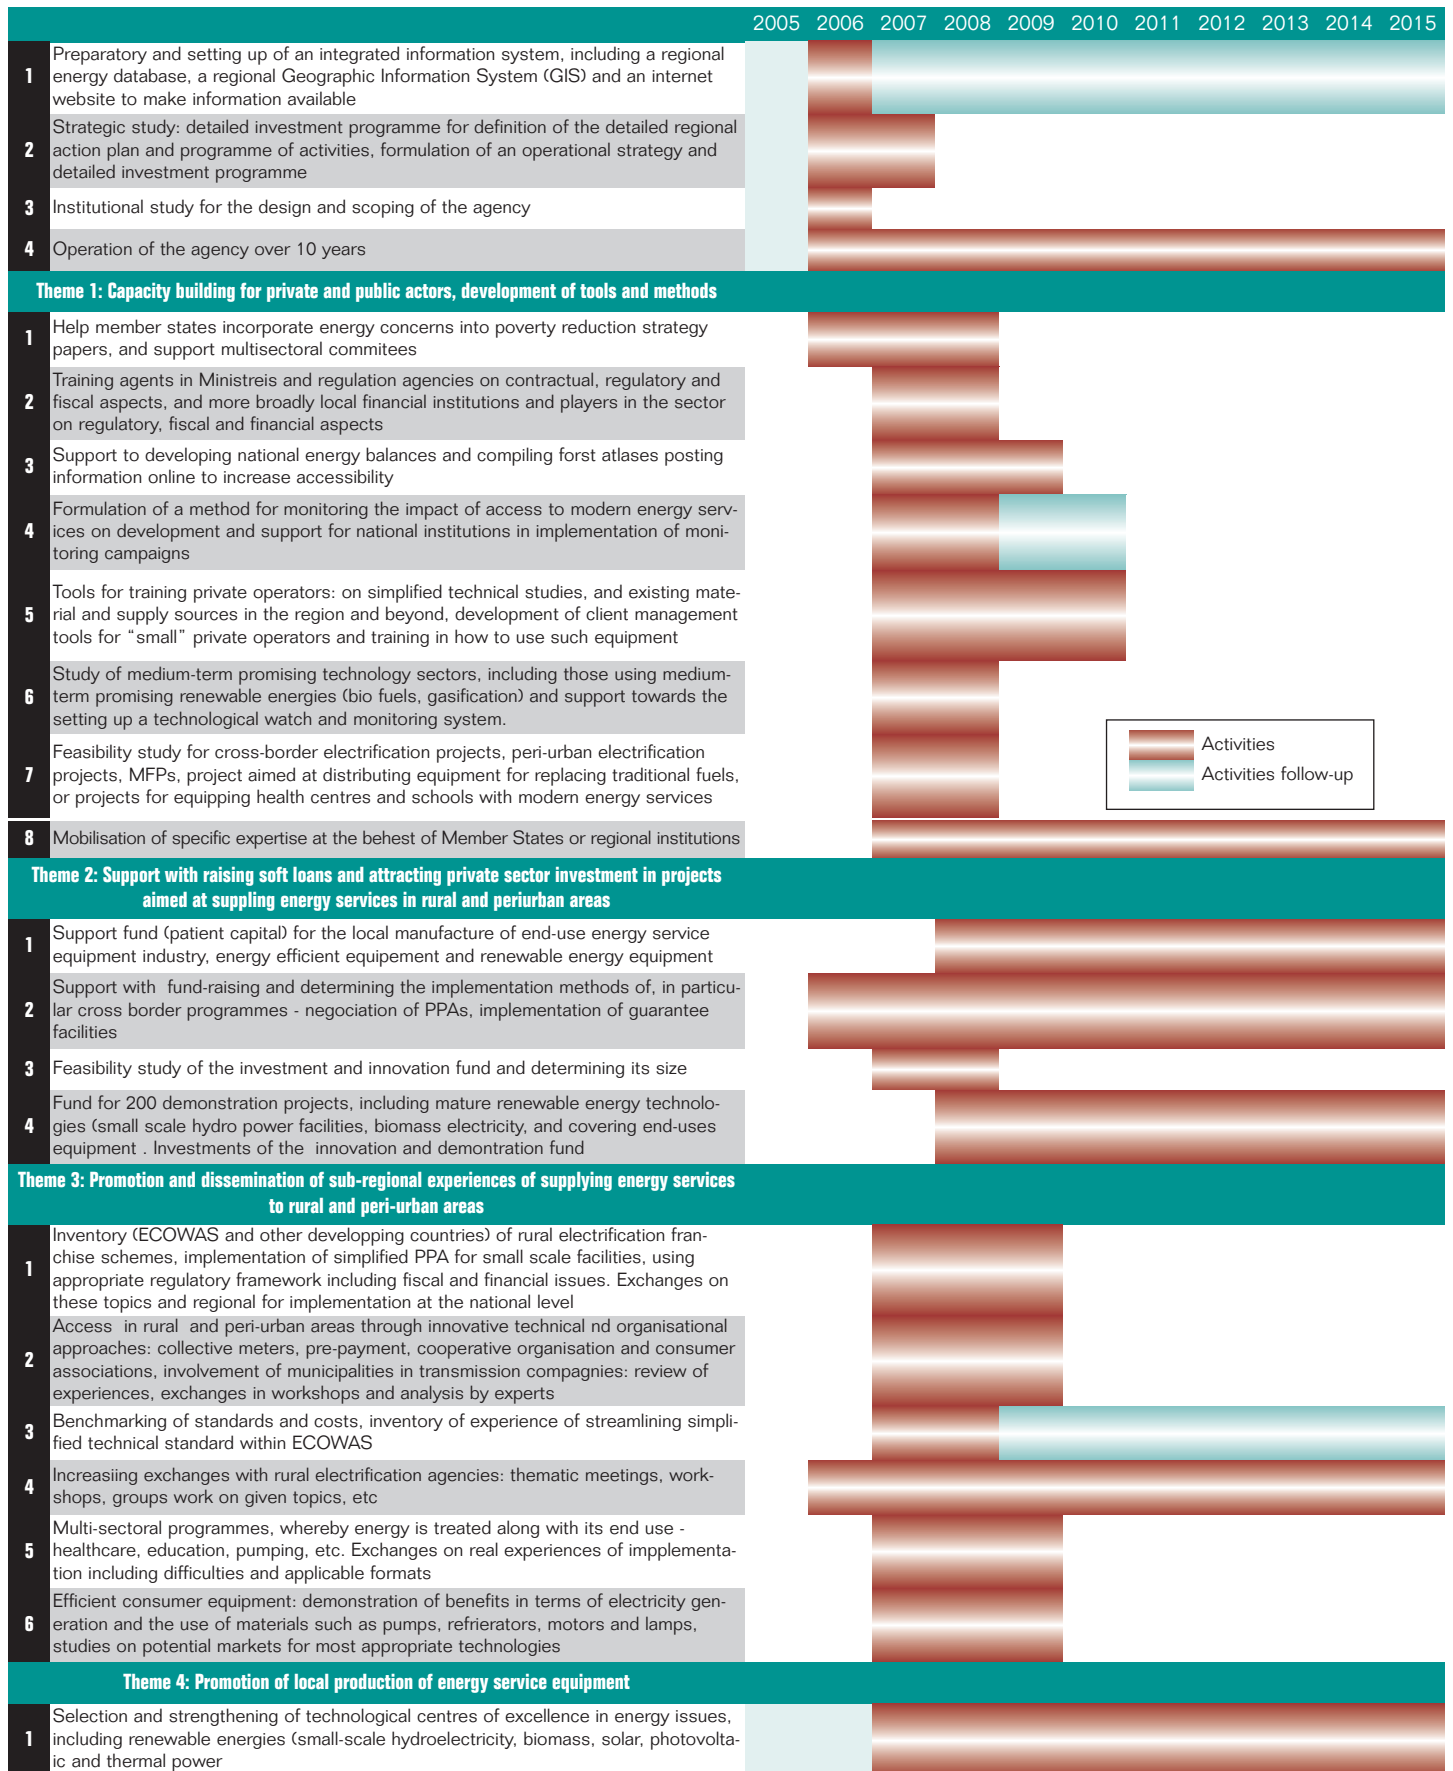 2005 2006 2007 2008 2009 2010 2011 2012 2013 2014 2015
1 Preparatory and setting up of an integrated information system, including a regional
energy database, a regional Geographic Information System (GIS) and an internet
website to make information available
2 Strategic study: detailed investment programme for definition of the detailed regional
action plan and programme of activities, formulation of an operational strategy and
detailed investment programme
3 Institutional study for the design and scoping of the agency
4 Operation of the agency over 10 years
Theme 1: Capacity building for private and public actors, development of tools and methods
1 Help member states incorporate energy concerns into poverty reduction strategy
papers, and support multisectoral commitees
2 Training agents in Ministreis and regulation agencies on contractual, regulatory and
fiscal aspects, and more broadly local financial institutions and players in the sector
on regulatory, fiscal and financial aspects
3 Support to developing national energy balances and compiling forst atlases posting
information online to increase accessibility
4 Formulation of a method for monitoring the impact of access to modern energy serv-
ices on development and support for national institutions in implementation of moni-
toring campaigns
5 Tools for training private operators: on simplified technical studies, and existing mate-
rial and supply sources in the region and beyond, development of client management
tools for “small” private operators and training in how to use such equipment
6 Study of medium-term promising technology sectors, including those using medium-
term promising renewable energies (bio fuels, gasification) and support towards the
setting up a technological watch and monitoring system.
7 Feasibility study for cross-border electrification projects, peri-urban electrification
projects, MFPs, project aimed at distributing equipment for replacing traditional fuels,
or projects for equipping health centres and schools with modern energy services
Activities
Activities follow-up
8 Mobilisation of specific expertise at the behest of Member States or regional institutions
Theme 2: Support with raising soft loans and attracting private sector investment in projects
aimed at suppling energy services in rural and periurban areas
1 Support fund (patient capital) for the local manufacture of end-use energy service
equipment industry, energy efficient equipement and renewable energy equipment
2 Support with fund-raising and determining the implementation methods of, in particu-
lar cross border programmes - negociation of PPAs, implementation of guarantee
facilities
3 Feasibility study of the investment and innovation fund and determining its size
4 Fund for 200 demonstration projects, including mature renewable energy technolo-
gies (small scale hydro power facilities, biomass electricity, and covering end-uses
equipment . Investments of the innovation and demontration fund
Theme 3: Promotion and dissemination of sub-regional experiences of supplying energy services
to rural and peri-urban areas
1 Inventory (ECOWAS and other developping countries) of rural electrification fran-
chise schemes, implementation of simplified PPA for small scale facilities, using
appropriate regulatory framework including fiscal and financial issues. Exchanges on
these topics and regional for implementation at the national level
2 Access in rural and peri-urban areas through innovative technical nd organisational
approaches: collective meters, pre-payment, cooperative organisation and consumer
associations, involvement of municipalities in transmission compagnies: review of
experiences, exchanges in workshops and analysis by experts
3 Benchmarking of standards and costs, inventory of experience of streamlining simpli-
fied technical standard within ECOWAS
4 Increasiing exchanges with rural electrification agencies: thematic meetings, work-
shops, groups work on given topics, etc
5 Multi-sectoral programmes, whereby energy is treated along with its end use -
healthcare, education, pumping, etc. Exchanges on real experiences of impplementa-
tion including difficulties and applicable formats
6 Efficient consumer equipment: demonstration of benefits in terms of electricity gen-
eration and the use of materials such as pumps, refrierators, motors and lamps,
studies on potential markets for most appropriate technologies
Theme 4: Promotion of local production of energy service equipment
1 Selection and strengthening of technological centres of excellence in energy issues,
including renewable energies (small-scale hydroelectricity, biomass, solar, photovolta-
ic and thermal power